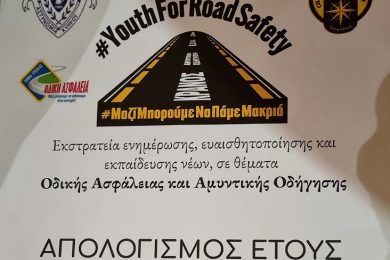 #YouthForRoadSafety
ΟΔΙΚΗ ΑΣΦΑΛΕΙΑ
#ΜαζίΜπορούμεΝαΠάμεΜακριά
Εκστρατεία ενημέρωσης, ευαισθητοποίησης και
εκπαίδευσης νέων, σε θέματα
Οδικής Ασφάλειας και Αμυντικής Οδήγησης
ΑΠΟΛΟΓΙΣΜΟΣ ΕΤΟΥΣ